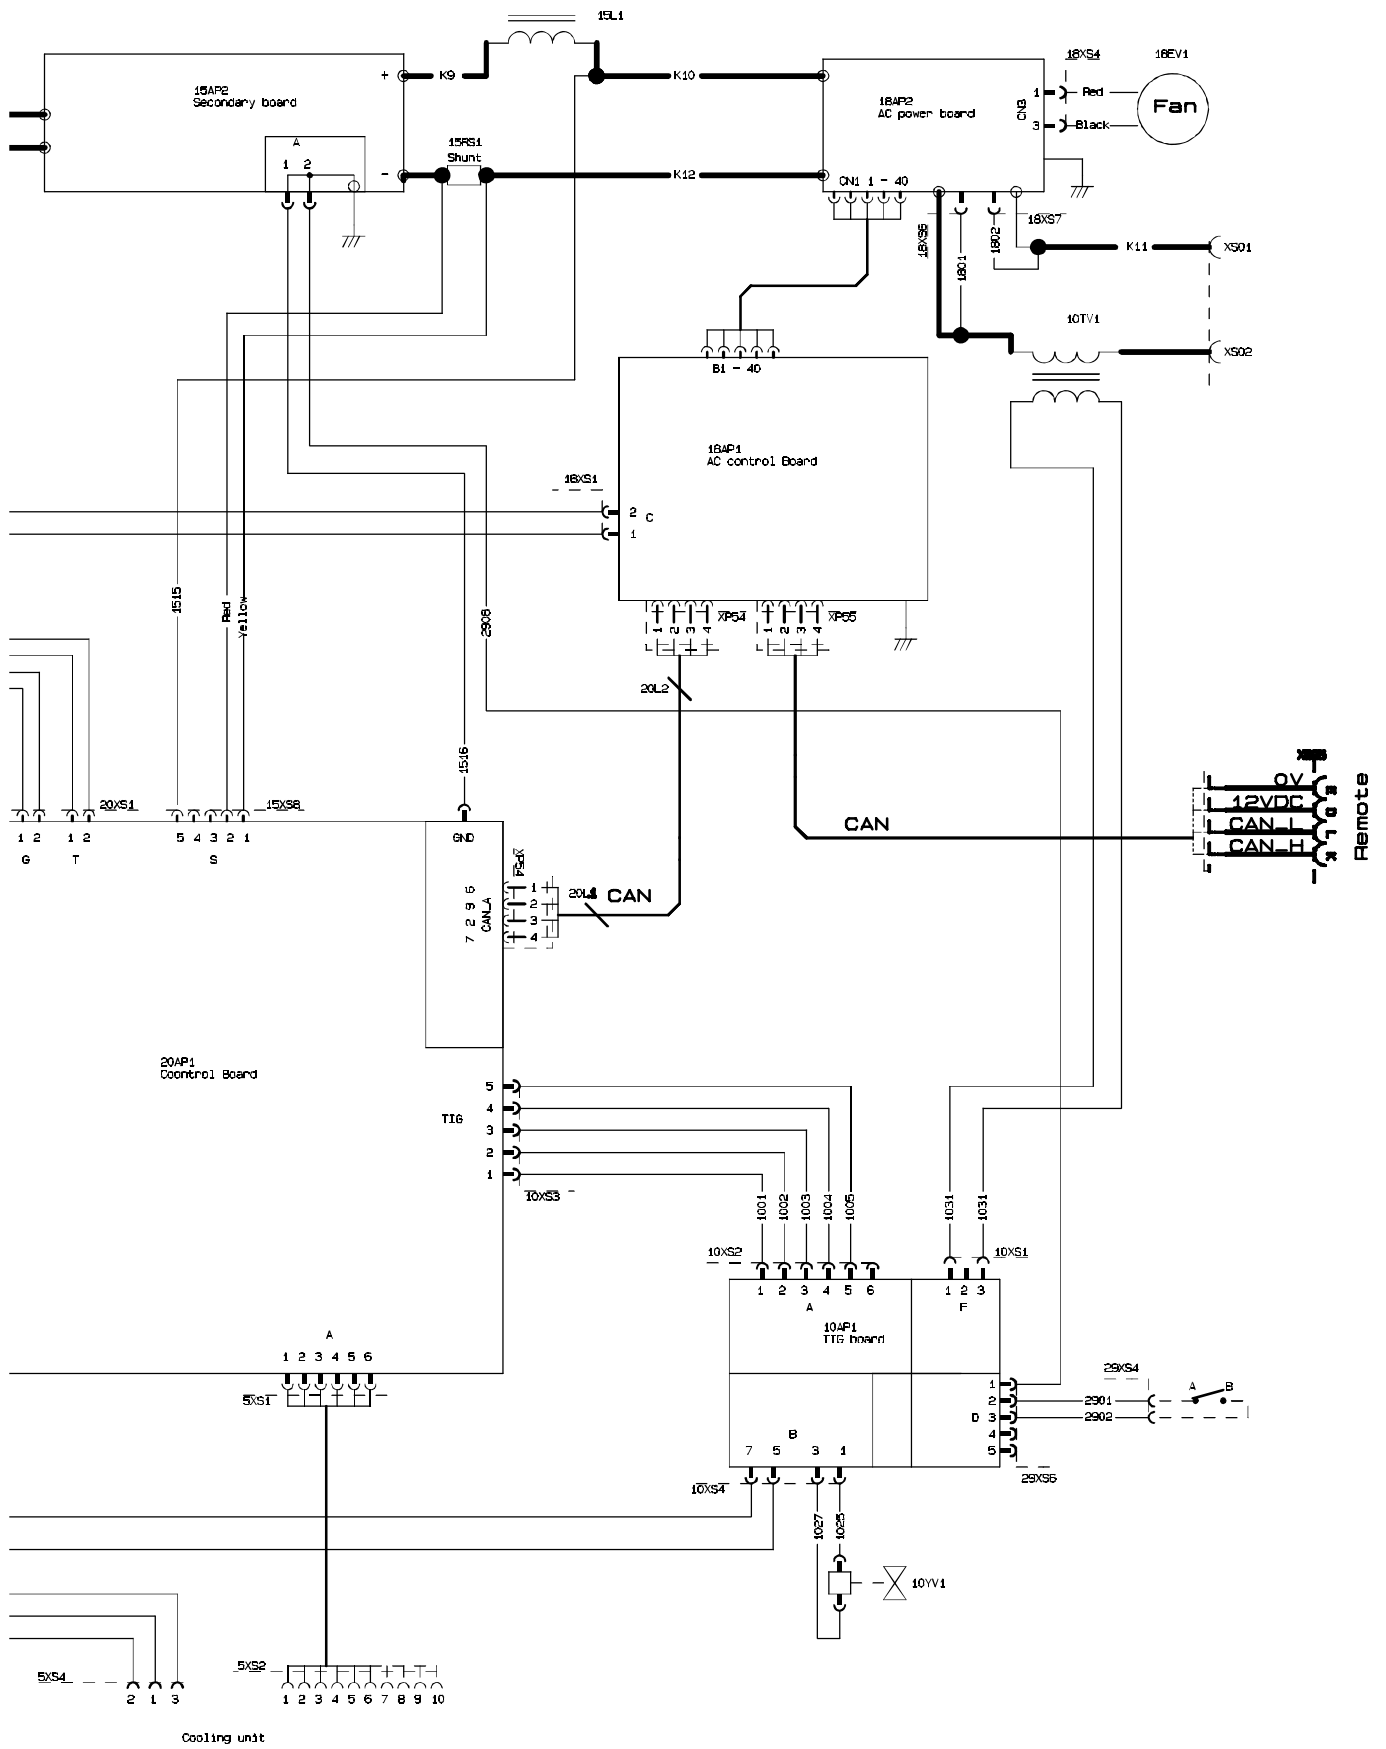 15L1
18XS4
18EV1
+
K9
K10
15AP2
Secondary board
18AP2
AC power board
1
Red
CN3
Fan
3
Black
A
1 2
15RS1
Shunt
-
K12
CN1 1 - 40
18XS6
1801
1802
18XS7
K11
XS01
10TV1
XS02
B1 - 40
18AP1
AC control Board
18XS1
2
C
1
1515
Red
Yellow
2908
1 2 3 4
XP54
1 2 3 4
XP55
20L2
1516
20XS1
15XS8
1 2
1 2
5 4 3 2 1
G
T
S
GND
XP54
CAN
0V
12VDC
CAN_L
CAN_H
Remote
6 9 2 7
CAN_A
1
2
3
4
CAN
20AP1
Coontrol Board
5
4
TIG
3
2
1
10XS3
1001
1002
1003
1004
1005
1031
1031
10XS2
10XS1
1 2 3 4 5 6
1 2 3
A
F
10AP1
TIG board
A
1 2 3 4 5 6
5XS1
1
2
D 3
4
5
29XS4
2901
2902
A B
B
7 5 3 1
10XS4
29XS6
1027
1025
10YV1
5XS4
5XS2
2 1 3
1 2 3 4 5 6 7 8 9 10
Cooling unit